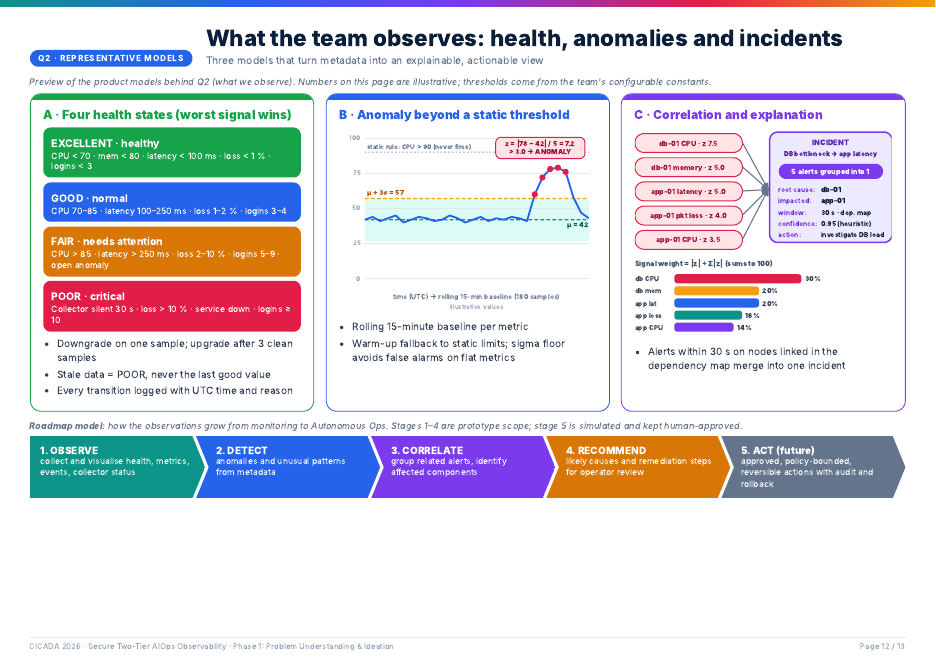 What the team observes: health, anomalies and incidents
Q2 · REPRESENTATIVE MODELS
Three models that turn metadata into an explainable, actionable view
Preview of the product models behind Q2 (what we observe). Numbers on this page are illustrative; thresholds come from the team's configurable constants.
A · Four health states (worst signal wins)
EXCELLENT · healthy
CPU < 70 · mem < 80 · latency < 100 ms · loss < 1 % ·
logins < 3
GOOD · normal
CPU 70–85 · latency 100–250 ms · loss 1–2 % · logins 3–4
FAIR · needs attention
CPU > 85 · latency > 250 ms · loss 2–10 % · logins 5–9 ·
open anomaly
POOR · critical
Collector silent 30 s · loss > 10 % · service down · logins ≥
10
• Downgrade on one sample; upgrade after 3 clean
samples
• Stale data = POOR, never the last good value
• Every transition logged with UTC time and reason
B · Anomaly beyond a static threshold
100
75
50
25
0
static rule: CPU > 90 (never fires)
z = |78 − 42| / 5 = 7.2
> 3.0 → ANOMALY
μ + 3σ = 57
μ = 42
time (UTC) → rolling 15-min baseline (180 samples)
illustrative values
• Rolling 15-minute baseline per metric
• Warm-up fallback to static limits; sigma floor
avoids false alarms on flat metrics
C · Correlation and explanation
db-01 CPU · z 7.5
db-01 memory · z 5.0
app-01 latency · z 5.0
app-01 pkt loss · z 4.0
app-01 CPU · z 3.5
INCIDENT
DB bottleneck → app latency
5 alerts grouped into 1
root cause: db-01
impacted: app-01
window: 30 s · dep. map
confidence: 0.95 (heuristic)
action: investigate DB load
Signal weight = |z| ÷ Σ|z| (sums to 100)
db CPU 30%
db mem 20%
app lat 20%
app loss 16%
app CPU 14%
• Alerts within 30 s on nodes linked in the
dependency map merge into one incident
Roadmap model: how the observations grow from monitoring to Autonomous Ops. Stages 1–4 are prototype scope; stage 5 is simulated and kept human-approved.
1. OBSERVE
collect and visualise health, metrics,
events, collector status
2. DETECT
anomalies and unusual patterns
from metadata
3. CORRELATE
group related alerts, identify
affected components
4. RECOMMEND
likely causes and remediation steps
for operator review
5. ACT (future)
approved, policy-bounded,
reversible actions with audit and
rollback
CICADA 2026 · Secure Two-Tier AIOps Observability · Phase 1: Problem Understanding & Ideation
Page 12 / 13